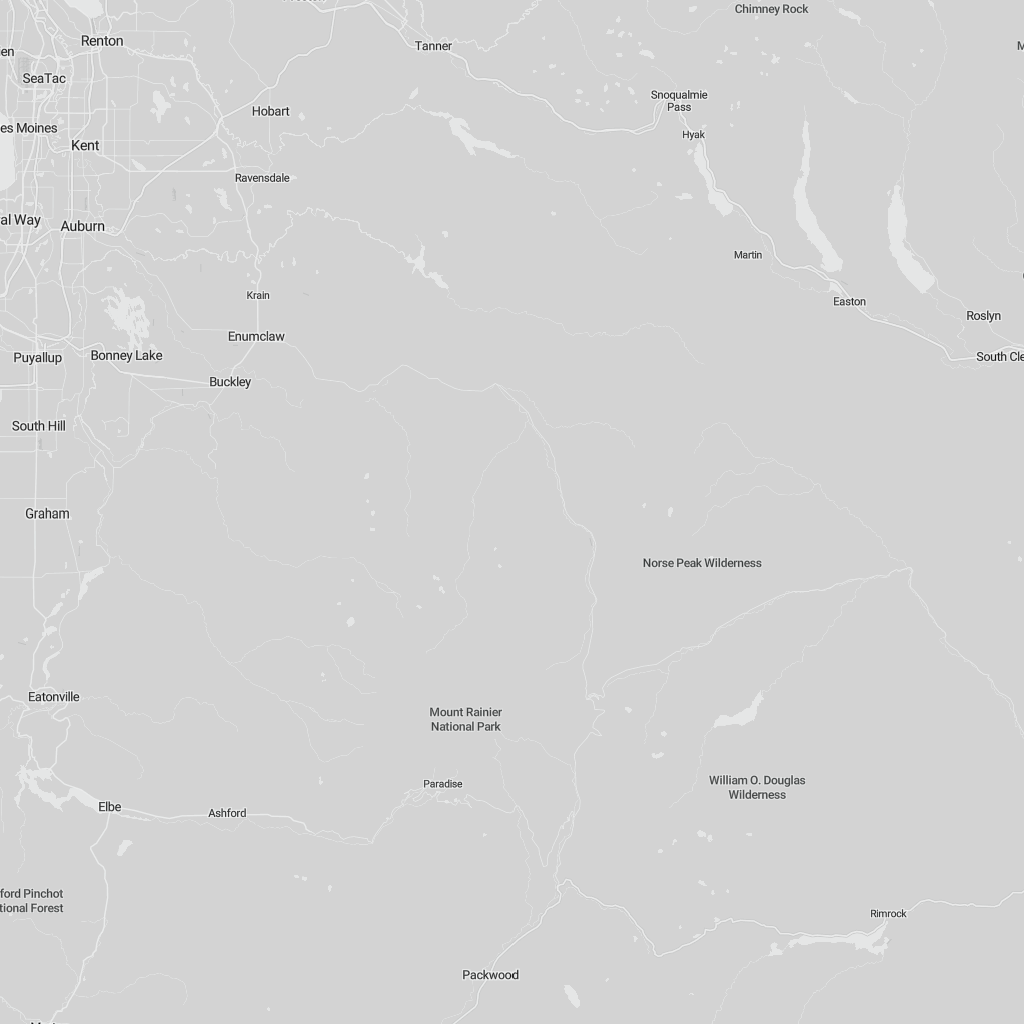 Chimney Rock
Renton
Tanner
en
SeaTac
Snoqualmie
Pass
Hobart
es Moines
Hyak
Kent
Ravensdale
al Way
Auburn
Martin
Krain
Easton
Roslyn
Enumclaw
Puyallup
Bonney Lake
South Cle
Buckley
South Hill
Graham
Norse Peak Wilderness
Eatonville
Mount Rainier
National Park
Paradise
William O. Douglas
Wilderness
Elbe
Ashford
ford Pinchot
tional Forest
Rimrock
Packwood